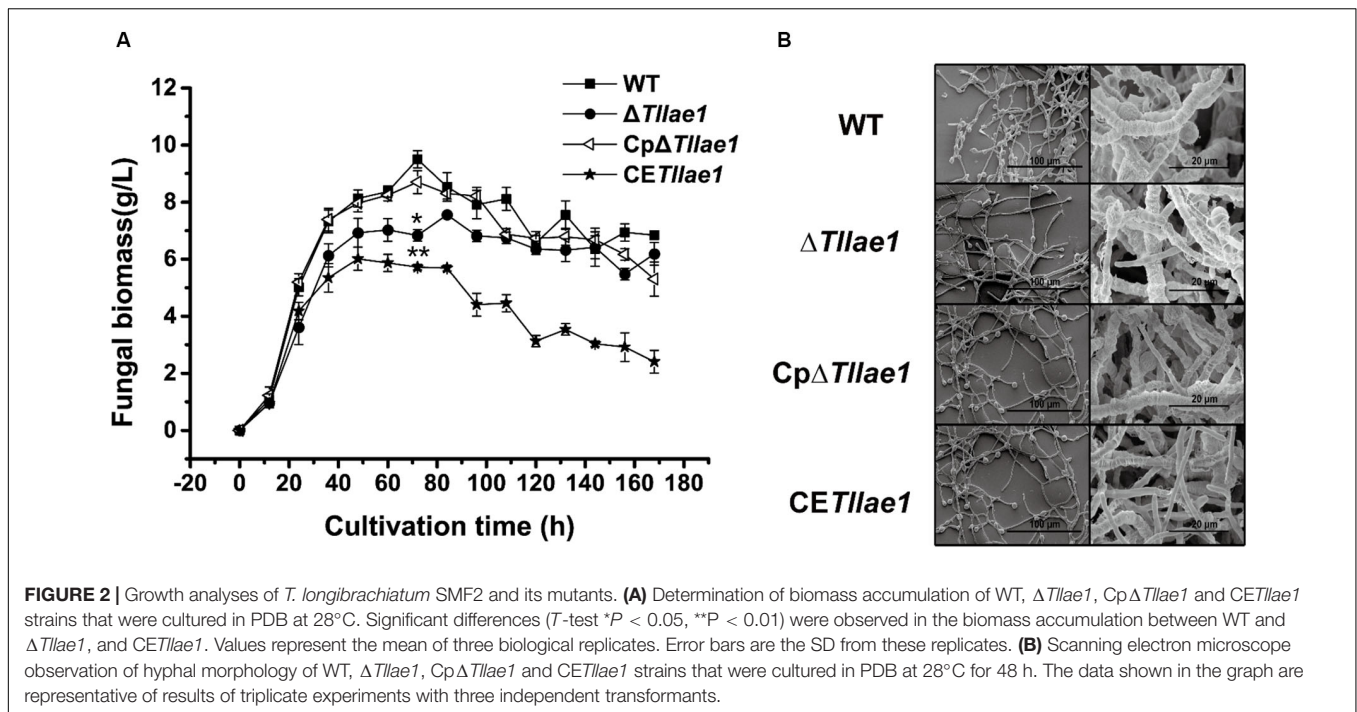 A
B
Fungal biomass(g/L)
12
10
8
6
4
2
0
-20 0 20 40 60 80 100 120 140 160 180
Cultivation time (h)
WT
ΔTllae1
CpΔTllae1
CETllae1
*
**
WT
100 µm
20 µm
ΔTllae1
100 µm
20 µm
CpΔTllae1
100 µm
20 µm
CETllae1
100 µm
20 µm
FIGURE 2 | Growth analyses of T. longibrachiatum SMF2 and its mutants. (A) Determination of biomass accumulation of WT, ΔTllae1, CpΔTllae1 and CETllae1
strains that were cultured in PDB at 28°C. Significant differences (T-test *P < 0.05, **P < 0.01) were observed in the biomass accumulation between WT and
ΔTllae1, and CETllae1. Values represent the mean of three biological replicates. Error bars are the SD from these replicates. (B) Scanning electron microscope
observation of hyphal morphology of WT, ΔTllae1, CpΔTllae1 and CETllae1 strains that were cultured in PDB at 28°C for 48 h. The data shown in the graph are
representative of results of triplicate experiments with three independent transformants.